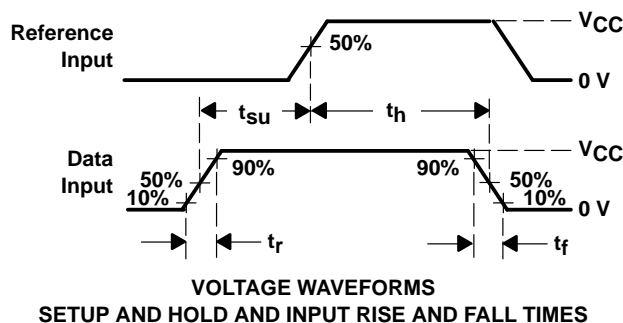 Reference
Input
VCC
50%
0 V
tsu
th
Data
Input
VCC
50%
10%
90%
90%
50%
10%
0 V
tr
tf
VOLTAGE WAVEFORMS
SETUP AND HOLD AND INPUT RISE AND FALL TIMES